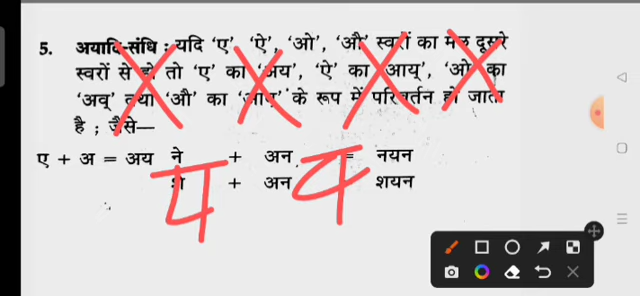 5. अयादि-संधि : यदि 'ए', 'ऐ', 'ओ', 'औ' स्वरों का मेल दूसरे
स्वरों से हो तो 'ए' का 'अय', 'ऐ' का 'आय्', 'ओ' का
'अव्' तथा 'औ' का 'आव्' के रूप में परिवर्तन हो जाता
है ; जैसे—
ए + अ = अय ने + अन = नयन
शे + अन शयन
य व